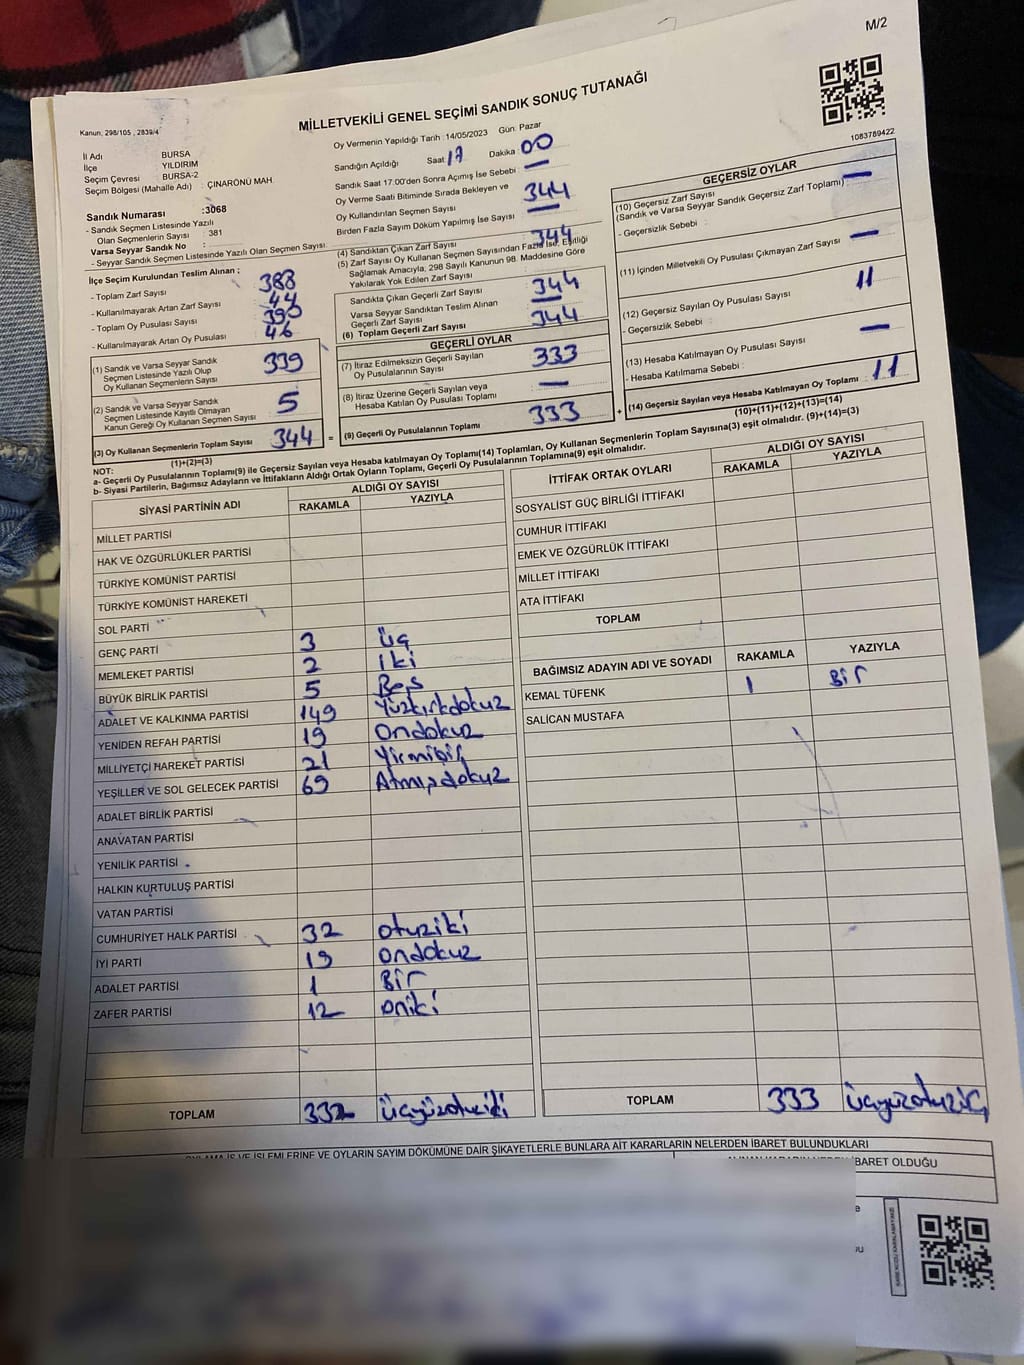 M/2
Kanun, 298/105 , 2839/4
MİLLETVEKİLİ GENEL SEÇİMİ SANDIK SONUÇ TUTANAĞI
1083789422
İl Adı BURSA
İlçe YILDIRIM
Seçim Çevresi BURSA-2
Seçim Bölgesi (Mahalle Adı) : ÇINARÖNÜ MAH
Sandık Numarası :3068
- Sandık Seçmen Listesinde Yazılı
Olan Seçmenlerin Sayısı : 381
Varsa Seyyar Sandık No :
- Seyyar Sandık Seçmen Listesinde Yazılı Olan Seçmen Sayısı:
İlçe Seçim Kurulundan Teslim Alınan ;
- Toplam Zarf Sayısı 388
- Kullanılmayarak Artan Zarf Sayısı 44
- Toplam Oy Pusulası Sayısı 390
- Kullanılmayarak Artan Oy Pusulası 46
(1) Sandık ve Varsa Seyyar Sandık
Seçmen Listesinde Yazılı Olup
Oy Kullanan Seçmenlerin Sayısı 339
(2) Sandık ve Varsa Seyyar Sandık
Seçmen Listesinde Kayıtlı Olmayan
Kanun Gereği Oy Kullanan Seçmen Sayısı 5
(3) Oy Kullanan Seçmenlerin Toplam Sayısı 344 =
(1)+(2)=(3)
Oy Vermenin Yapıldığı Tarih : 14/05/2023 Gün: Pazar
Sandığın Açıldığı Saat : 17 Dakika : 00
Sandık Saat 17:00'den Sonra Açımış İse Sebebi : —
Oy Verme Saati Bitiminde Sırada Bekleyen ve
Oy Kullandırılan Seçmen Sayısı 344
Birden Fazla Sayım Döküm Yapılmış İse Sayısı —
(4) Sandıktan Çıkan Zarf Sayısı 344
(5) Zarf Sayısı Oy Kullanan Seçmen Sayısından Fazla İse, Eşitliği
Sağlamak Amacıyla, 298 Sayılı Kanunun 98. Maddesine Göre
Yakılarak Yok Edilen Zarf Sayısı
Sandıkta Çıkan Geçerli Zarf Sayısı 344
Varsa Seyyar Sandıktan Teslim Alınan
Geçerli Zarf Sayısı —
(6) Toplam Geçerli Zarf Sayısı 344
GEÇERLİ OYLAR
(7) İtiraz Edilmeksizin Geçerli Sayılan
Oy Pusulalarının Sayısı 333
(8) İtiraz Üzerine Geçerli Sayılan veya
Hesaba Katılan Oy Pusulası Toplamı —
(9) Geçerli Oy Pusulalarının Toplamı 333 +
GEÇERSİZ OYLAR
(10) Geçersiz Zarf Sayısı
(Sandık ve Varsa Seyyar Sandık Geçersiz Zarf Toplamı) —
- Geçersizlik Sebebi :
(11) İçinden Milletvekili Oy Pusulası Çıkmayan Zarf Sayısı —
(12) Geçersiz Sayılan Oy Pusulası Sayısı 11
- Geçersizlik Sebebi :
(13) Hesaba Katılmayan Oy Pusulası Sayısı —
- Hesaba Katılmama Sebebi :
(14) Geçersiz Sayılan veya Hesaba Katılmayan Oy Toplamı 11
(10)+(11)+(12)+(13)=(14)
NOT:
a- Geçerli Oy Pusulalarının Toplamı(9) ile Geçersiz Sayılan veya Hesaba katılmayan Oy Toplamı(14) Toplamları, Oy Kullanan Seçmenlerin Toplam Sayısına(3) eşit olmalıdır. (9)+(14)=(3)
b- Siyasi Partilerin, Bağımsız Adayların ve İttifakların Aldığı Ortak Oyların Toplamı, Geçerli Oy Pusulalarının Toplamına(9) eşit olmalıdır.
SİYASİ PARTİNİN ADI ALDIĞI OY SAYISI
RAKAMLA YAZIYLA
MİLLET PARTİSİ
HAK VE ÖZGÜRLÜKLER PARTİSİ
TÜRKİYE KOMÜNİST PARTİSİ
TÜRKİYE KOMÜNİST HAREKETİ
SOL PARTİ
GENÇ PARTİ 3 üç
MEMLEKET PARTİSİ 2 iki
BÜYÜK BİRLİK PARTİSİ 5 Beş
ADALET VE KALKINMA PARTİSİ 149 Yüzkırkdokuz
YENİDEN REFAH PARTİSİ 19 Ondokuz
MİLLİYETÇİ HAREKET PARTİSİ 21 Yirmibir
YEŞİLLER VE SOL GELECEK PARTİSİ 69 Atmışdokuz
ADALET BİRLİK PARTİSİ
ANAVATAN PARTİSİ
YENİLİK PARTİSİ
HALKIN KURTULUŞ PARTİSİ
VATAN PARTİSİ
CUMHURİYET HALK PARTİSİ 32 otuziki
İYİ PARTİ 19 ondokuz
ADALET PARTİSİ 1 Bir
ZAFER PARTİSİ 12 oniki
TOPLAM 332 üçyüzotuziki
İTTİFAK ORTAK OYLARI ALDIĞI OY SAYISI
RAKAMLA YAZIYLA
SOSYALİST GÜÇ BİRLİĞİ İTTİFAKI
CUMHUR İTTİFAKI
EMEK VE ÖZGÜRLÜK İTTİFAKI
MİLLET İTTİFAKI
ATA İTTİFAKI
TOPLAM
BAĞIMSIZ ADAYIN ADI VE SOYADI RAKAMLA YAZIYLA
KEMAL TÜFENK 1 Bir
SALİCAN MUSTAFA
TOPLAM 333 üçyüzotuzüç
OYLAMA İŞ VE İŞLEMLERİNE VE OYLARIN SAYIM DÖKÜMÜNE DAİR ŞİKAYETLERLE BUNLARA AİT KARARLARIN NELERDEN İBARET BULUNDUKLARI
ALINAN KARARIN NEDEN İBARET OLDUĞU